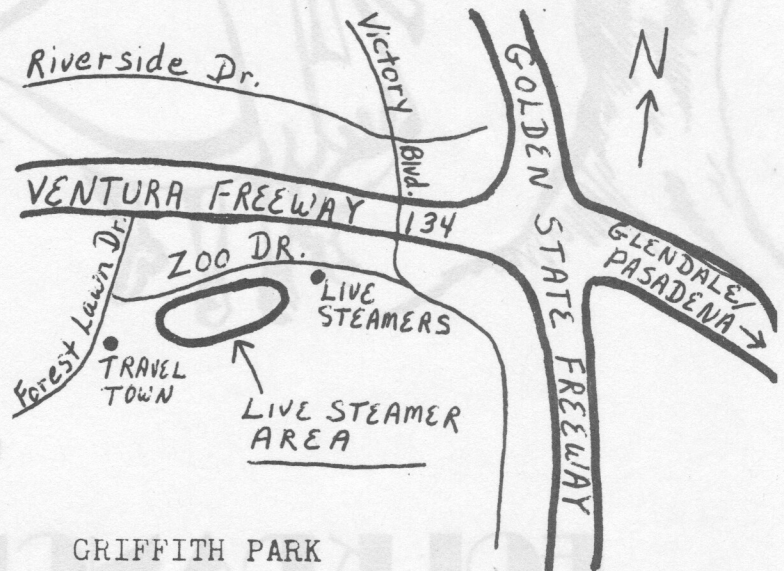 Riverside Dr.
Victory
Blvd.
GOLDEN STATE FREEWAY
N
VENTURA FREEWAY
134
GLENDALE/
PASADENA →
Forest Lawn Dr.
ZOO DR.
LIVE
STEAMERS
TRAVEL
TOWN
LIVE STEAMER
AREA
GRIFFITH PARK